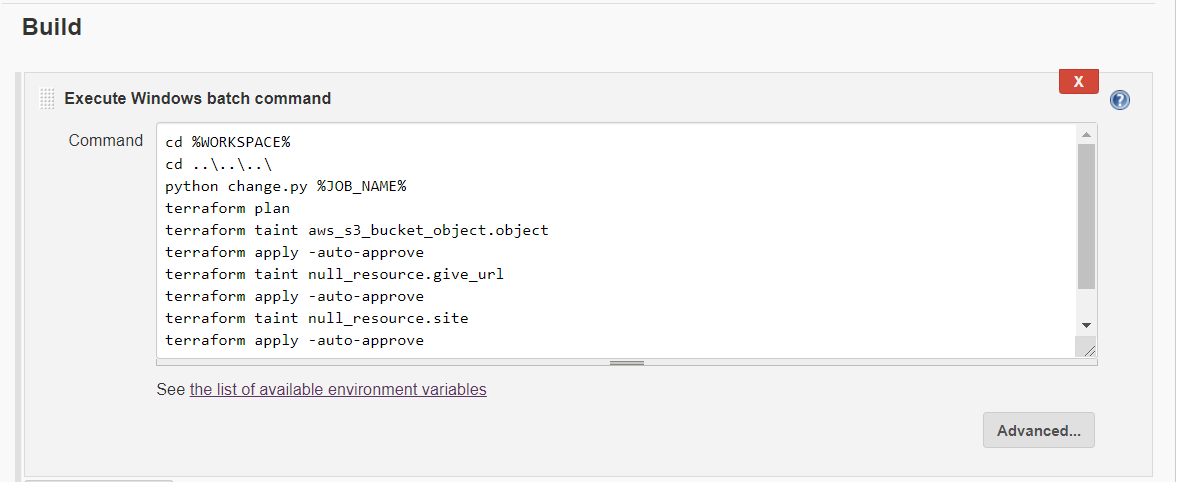 Build
Execute Windows batch command
X
?
Command
cd %WORKSPACE%
cd ..\..\..\
python change.py %JOB_NAME%
terraform plan
terraform taint aws_s3_bucket_object.object
terraform apply -auto-approve
terraform taint null_resource.give_url
terraform apply -auto-approve
terraform taint null_resource.site
terraform apply -auto-approve
See the list of available environment variables
Advanced...